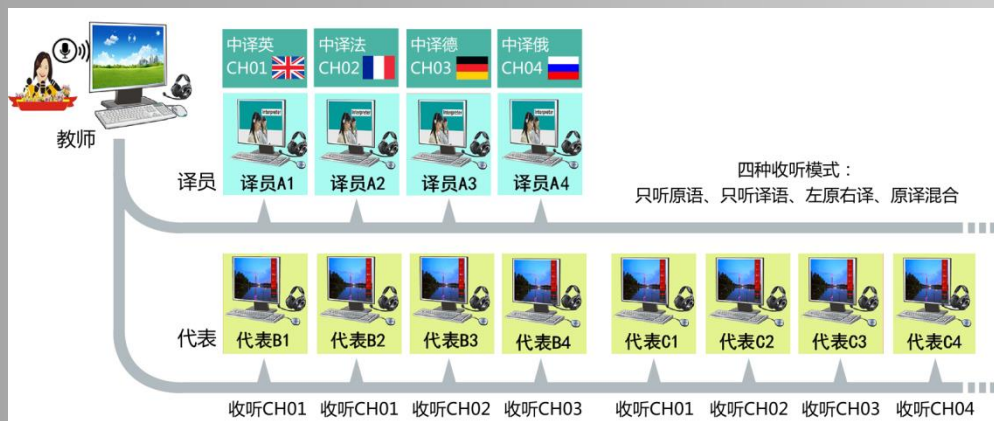 中译英
CH01
中译法
CH02
中译德
CH03
中译俄
CH04
教师
译员
译员A1
译员A2
译员A3
译员A4
四种收听模式：
只听原语、只听译语、左原右译、原译混合
代表
代表B1
代表B2
代表B3
代表B4
代表C1
代表C2
代表C3
代表C4
收听CH01
收听CH01
收听CH02
收听CH03
收听CH01
收听CH02
收听CH03
收听CH04